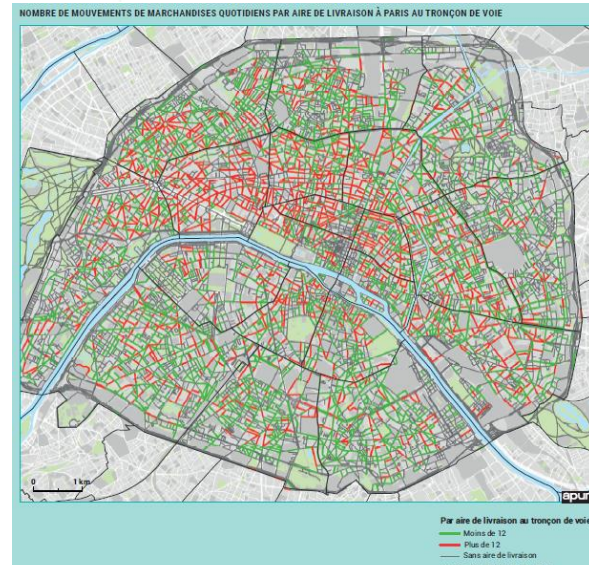 NOMBRE DE MOUVEMENTS DE MARCHANDISES QUOTIDIENS PAR AIRE DE LIVRAISON À PARIS AU TRONÇON DE VOIE
0 1 km
apur
Par aire de livraison au tronçon de voie
Moins de 12
Plus de 12
Sans aire de livraison